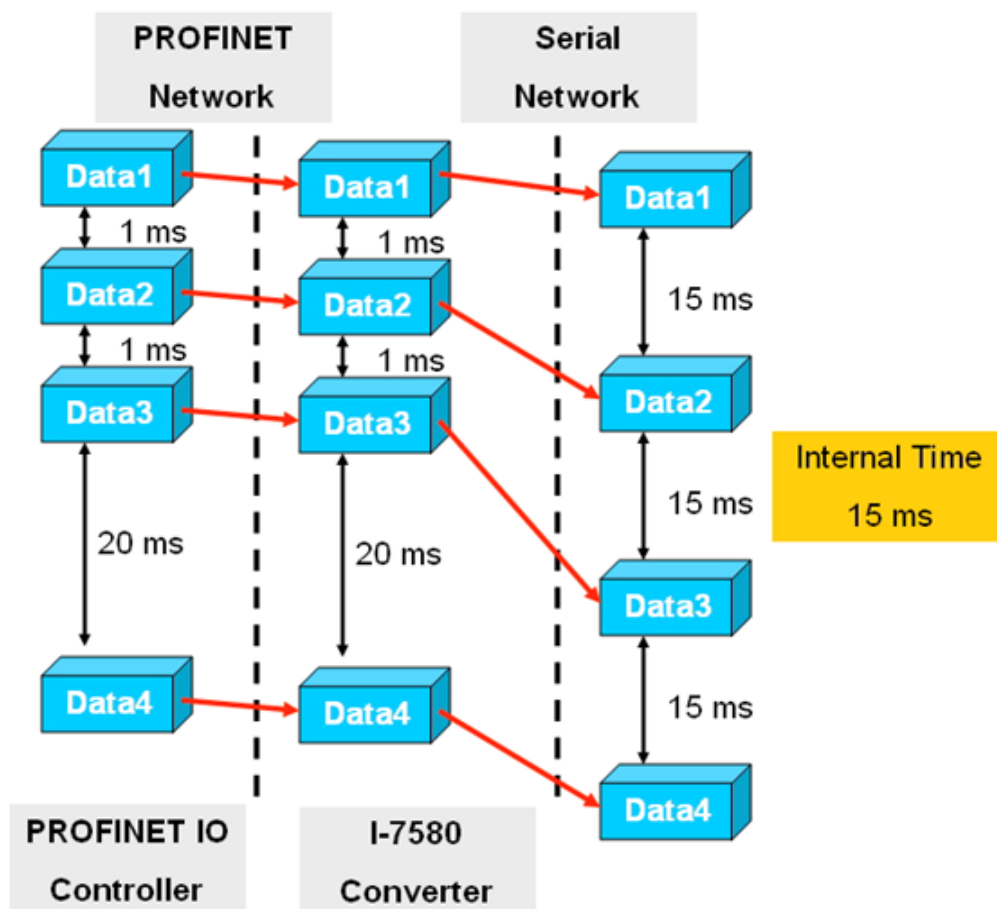 PROFINET
Network
Serial
Network
Data1
Data1
Data1
1 ms
1 ms
Data2
Data2
15 ms
1 ms
1 ms
Data2
Data3
Data3
Internal Time
15 ms
15 ms
20 ms
20 ms
Data3
Data4
Data4
15 ms
Data4
PROFINET IO
Controller
I-7580
Converter